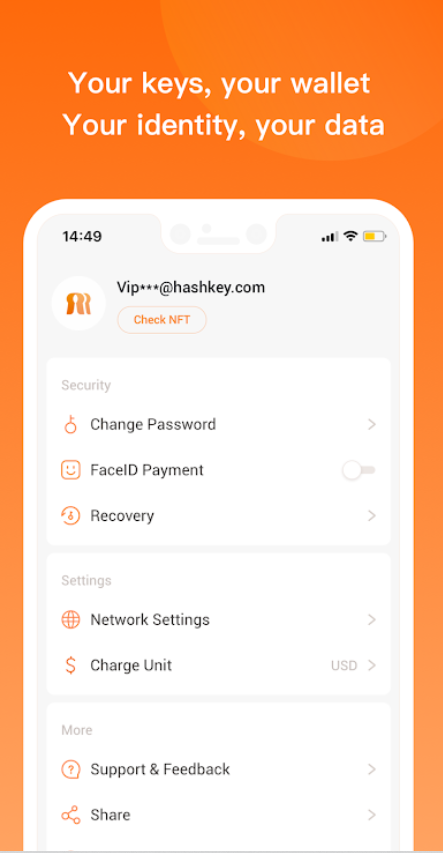 Your keys, your wallet
Your identity, your data
14:49
Vip***@hashkey.com
Check NFT
Security
Change Password
FaceID Payment
Recovery
Settings
Network Settings
Charge Unit USD
More
Support & Feedback
Share